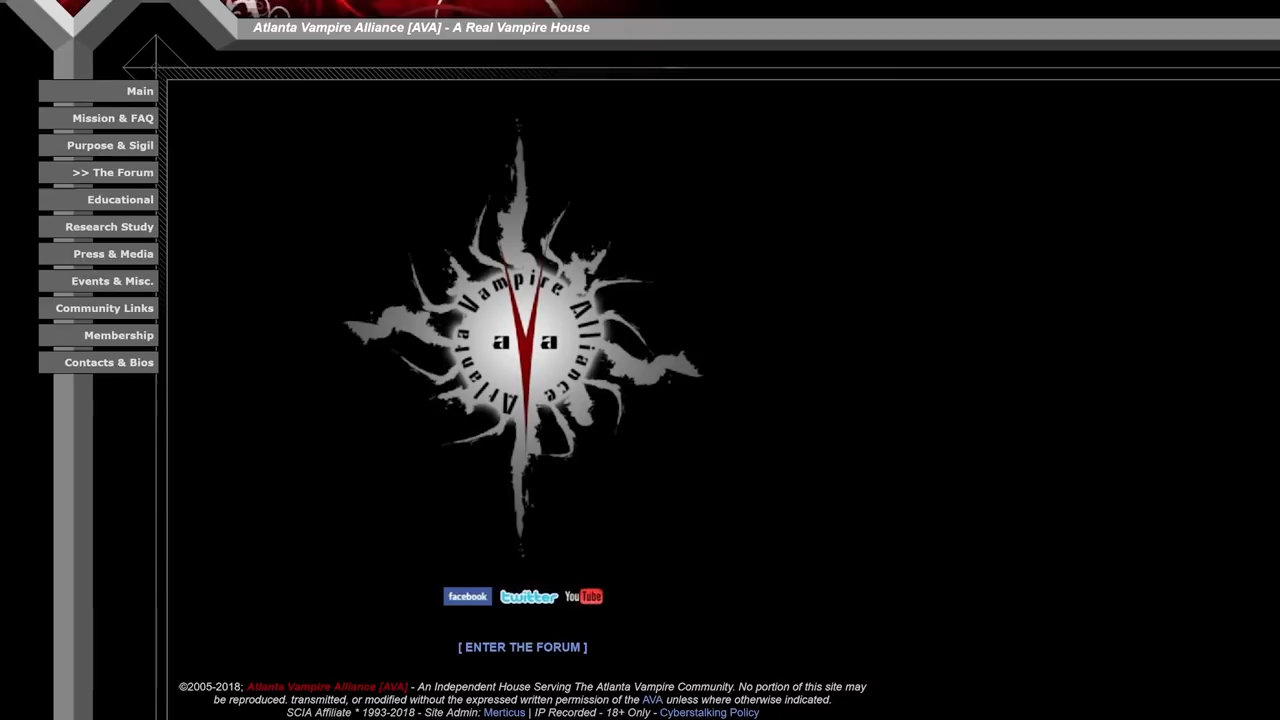 Atlanta Vampire Alliance [AVA] - A Real Vampire House
Main
Mission & FAQ
Purpose & Sigil
>> The Forum
Educational
Research Study
Press & Media
Events & Misc.
Community Links
Membership
Contacts & Bios
Atlanta Vampire Alliance
a V a
facebook twitter YouTube
[ ENTER THE FORUM ]
©2005-2018; Atlanta Vampire Alliance [AVA] - An Independent House Serving The Atlanta Vampire Community. No portion of this site may
be reproduced. transmitted, or modified without the expressed written permission of the AVA unless where otherwise indicated.
SCIA Affiliate * 1993-2018 - Site Admin: Merticus | IP Recorded - 18+ Only - Cyberstalking Policy